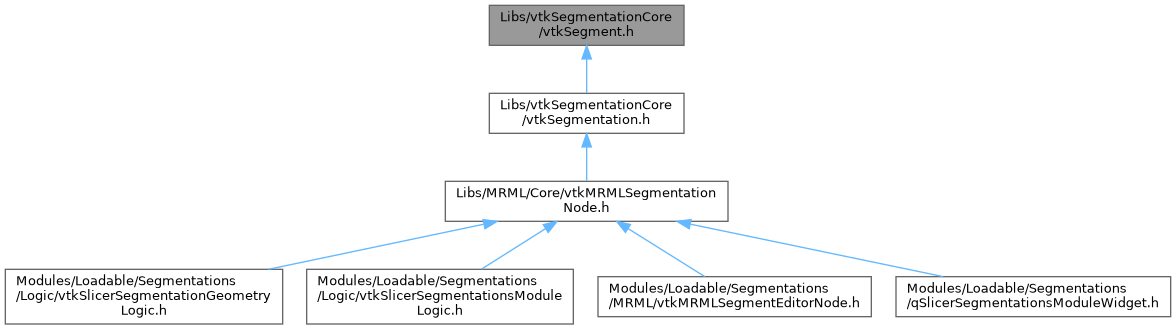 Libs/vtkSegmentationCore
/vtkSegment.h
Libs/vtkSegmentationCore
/vtkSegmentation.h
Libs/MRML/Core/vtkMRMLSegmentation
Node.h
Modules/Loadable/Segmentations
/Logic/vtkSlicerSegmentationGeometry
Logic.h
Modules/Loadable/Segmentations
/Logic/vtkSlicerSegmentationsModule
Logic.h
Modules/Loadable/Segmentations
/MRML/vtkMRMLSegmentEditorNode.h
Modules/Loadable/Segmentations
/qSlicerSegmentationsModuleWidget.h